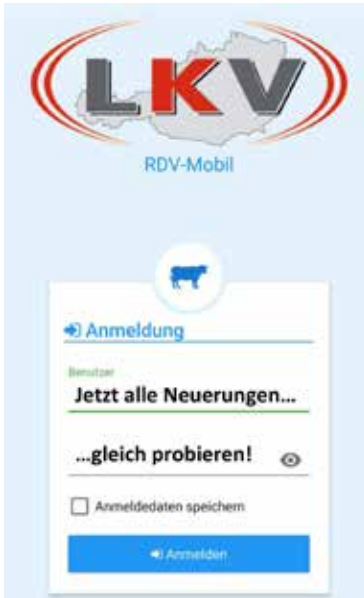 LKV
RDV-Mobil
Anmeldung
Benutzer
Jetzt alle Neuerungen...
...gleich probieren!
Anmeldedaten speichern
Anmelden